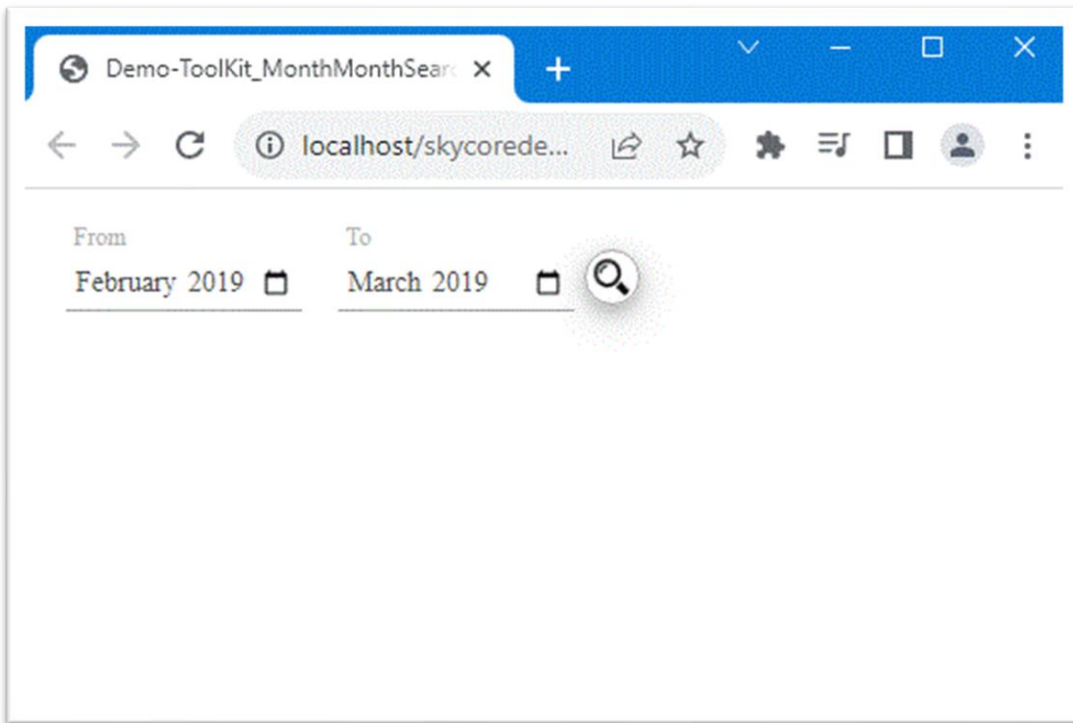 Demo-ToolKit_MonthMonthSear
localhost/skycorede...
From
To
February 2019
March 2019